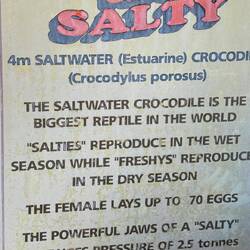 SALTY
4m SALTWATER (Estuarine) CROCODI
(Crocodylus porosus)
THE SALTWATER CROCODILE IS THE
BIGGEST REPTILE IN THE WORLD
"SALTIES" REPRODUCE IN THE WET
SEASON WHILE "FRESHYS" REPRODUC
IN THE DRY SEASON
THE FEMALE LAYS UP TO 70 EGGS
THE POWERFUL JAWS OF A "SALTY"
PRESSURE OF 2.5 tonnes